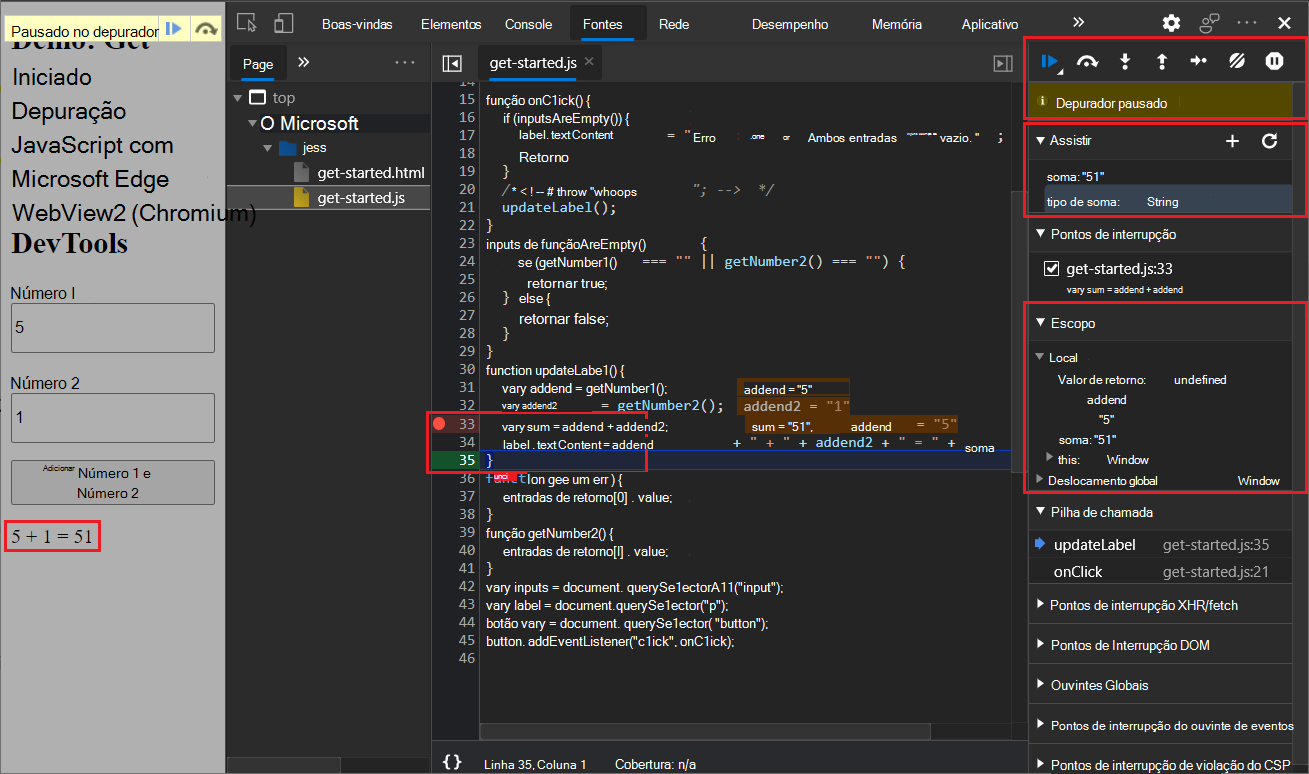 Pausado no depurador
Demo: Get
Iniciado
Depuração
JavaScript com
Microsoft Edge
WebView2 (Chromium)
DevTools
Número l
5
Número 2
1
Adicionar Número 1 e
Número 2
5 + 1 = 51
Boas-vindas
Elementos
Console
Fontes
Rede
Desempenho
Memória
Aplicativo
Page
top
Microsoft
jess
get-started.html
get-started.js
get-started.js
14
15 função onC1ick() {
16 if (inputsAreEmpty()) {
17 label. textContent = " Erro .one or Ambos entradas vazio. " ;
18 Retorno
19 }
20 /* < ! -- # throw "whoops "; --> */
21 updateLabel();
22 }
23 inputs de funçãoAreEmpty() {
24 se (getNumber1() === "" || getNumber2() === "") {
25 retornar true;
26 } else {
27 retornar false;
28 }
29 }
30 function updateLabe1() {
31 vary addend = getNumber1(); addend = "5"
32 vary addend2 = getNumber2(); addend2 = "1"
33 vary sum = addend + addend2; sum = "51", addend = "5"
34 label . textContent = addend + " + " + addend2 + " = " + soma
35 }
36 funct ion gee um err ) {
37 entradas de retorno[0] . value;
38 }
39 função getNumber2() {
40 entradas de retorno[l] . value;
41 }
42 vary inputs = document. querySe1ectorA11("input");
43 vary label = document.querySe1ector("p");
44 botão vary = document. querySe1ector( "button");
45 button. addEventListener("c1ick", onC1ick);
46
{} Linha 35, Coluna 1 Cobertura: n/a
Depurador pausado
Assistir
soma: "51"
tipo de soma: String
Pontos de interrupção
get-started.js:33
vary sum = addend + addend
Escopo
Local
Valor de retorno: undefined
addend
"5"
soma: "51"
this: Window
Deslocamento global Window
Pilha de chamada
updateLabel get-started.js:35
onClick get-started.js:21
Pontos de interrupção XHR/fetch
Pontos de Interrupção DOM
Ouvintes Globais
Pontos de interrupção do ouvinte de eventos
Pontos de interrupção de violação do CSP